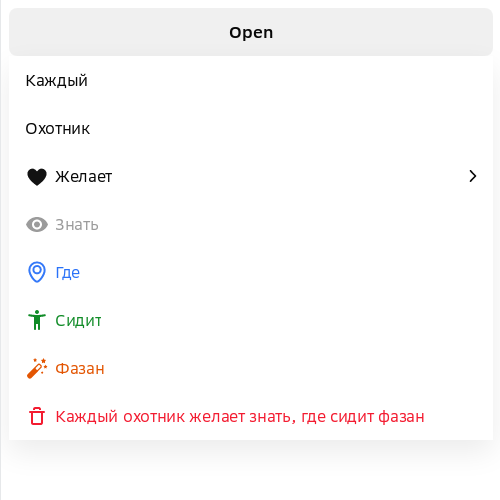 Open
Каждый
Охотник
Желает
Знать
Где
Сидит
Фазан
Каждый охотник желает знать, где сидит фазан